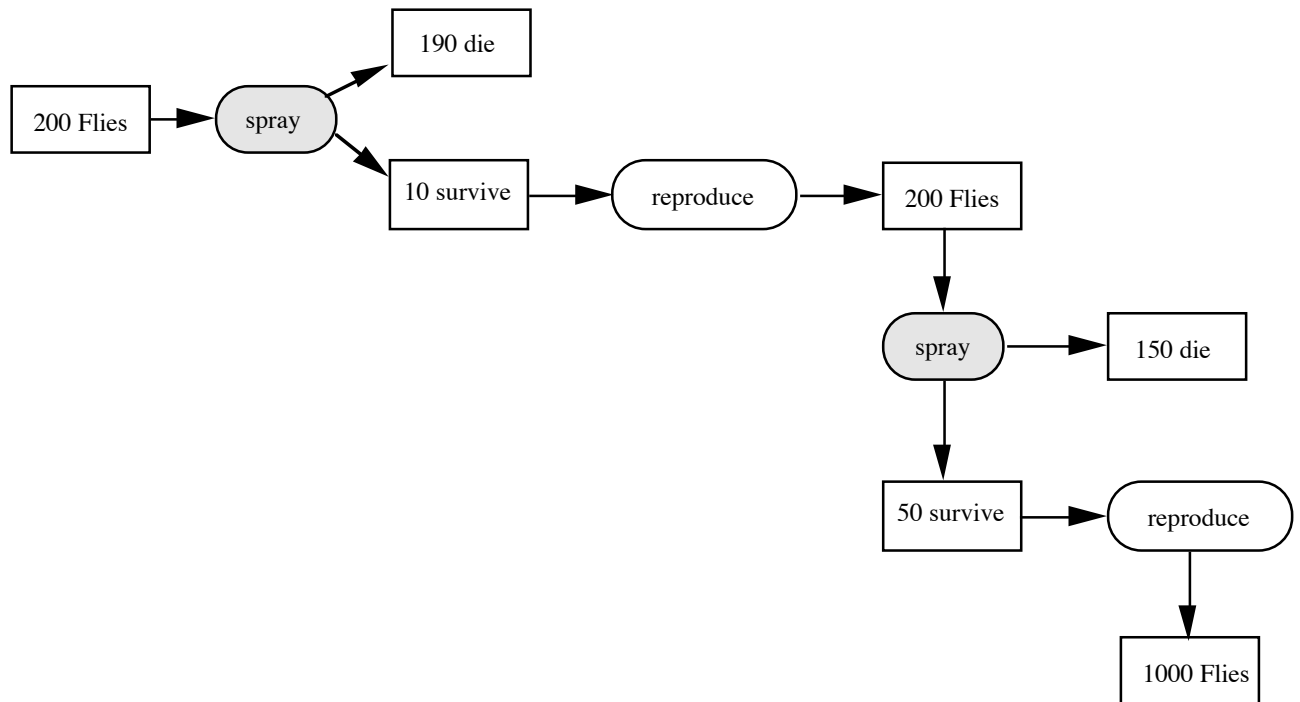 190 die
200 Flies
spray
10 survive
reproduce
200 Flies
spray
150 die
50 survive
reproduce
1000 Flies